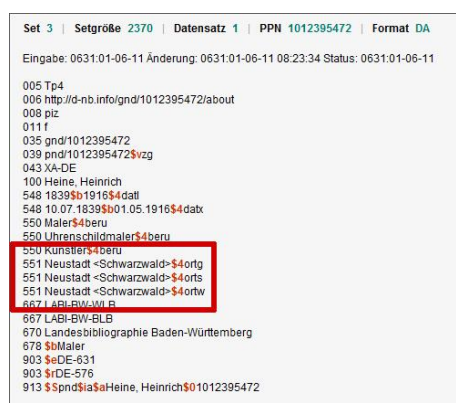 Set 3 | Setgröße 2370 | Datensatz 1 | PPN 1012395472 | Format DA
Eingabe: 0631:01-06-11 Änderung: 0631:01-06-11 08:23:34 Status: 0631:01-06-11
005 Tp4
006 http://d-nb.info/gnd/1012395472/about
008 piz
011 f
035 gnd/1012395472
039 pnd/1012395472$vzg
043 XA-DE
100 Heine, Heinrich
548 1839$b1916$4datl
548 10.07.1839$b01.05.1916$4datx
550 Maler$4beru
550 Uhrenschildmaler$4beru
550 Künstler$4beru
551 Neustadt <Schwarzwald>$4ortg
551 Neustadt <Schwarzwald>$4orts
551 Neustadt <Schwarzwald>$4ortw
667 LABI-BW-WLB
667 LABI-BW-BLB
670 Landesbibliographie Baden-Württemberg
678 $bMaler
903 $eDE-631
903 $rDE-576
913 $Spnd$ia$aHeine, Heinrich$01012395472